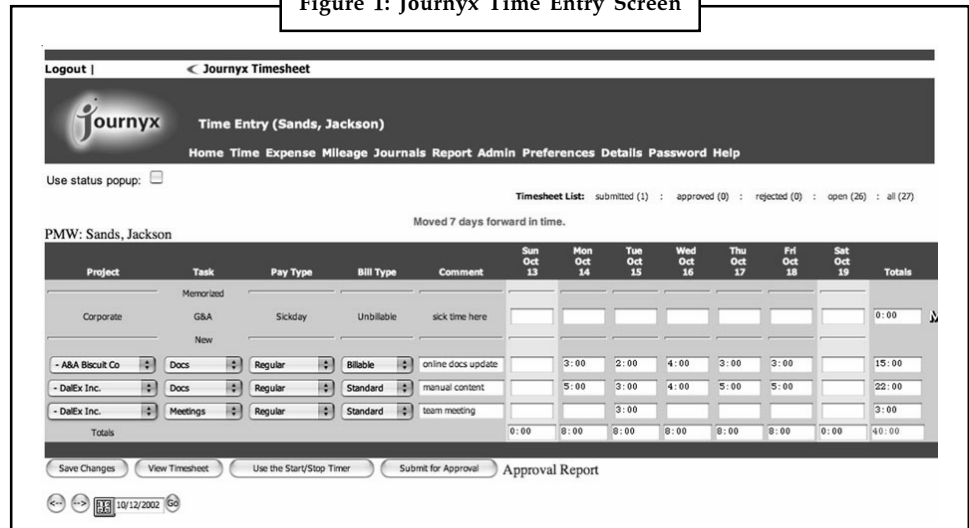 Figure 1: Journyx Time Entry Screen
Logout | < Journyx Timesheet
journyx
Time Entry (Sands, Jackson)
Home Time Expense Mileage Journals Report Admin Preferences Details Password Help
Use status popup:
Timesheet List: submitted (1) : approved (0) : rejected (0) : open (26) : all (27)
Moved 7 days forward in time.
PMW: Sands, Jackson
Project Task Pay Type Bill Type Comment Sun Oct 13 Mon Oct 14 Tue Oct 15 Wed Oct 16 Thu Oct 17 Fri Oct 18 Sat Oct 19 Totals
Memorized
Corporate G&A Sickday Unbillable sick time here 0:00
New
- A&A Biscuit Co Docs Regular Billable online docs update 3:00 2:00 4:00 3:00 3:00 15:00
- DalEx Inc. Docs Regular Standard manual content 5:00 3:00 4:00 5:00 5:00 22:00
- DalEx Inc. Meetings Regular Standard team meeting 3:00 3:00
Totals 0:00 8:00 8:00 8:00 8:00 8:00 0:00 40:00
Save Changes View Timesheet Use the Start/Stop Timer Submit for Approval Approval Report
<-- --> 10/12/2002 Go